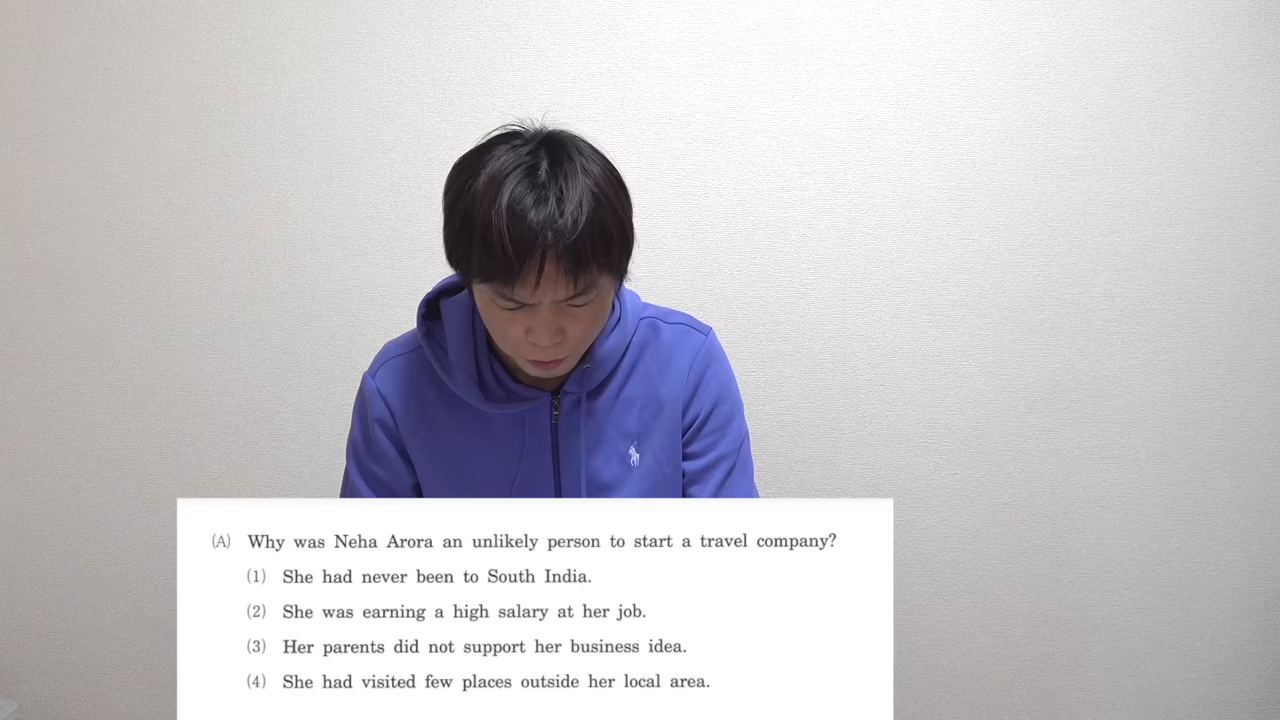 (A) Why was Neha Arora an unlikely person to start a travel company?
(1) She had never been to South India.
(2) She was earning a high salary at her job.
(3) Her parents did not support her business idea.
(4) She had visited few places outside her local area.